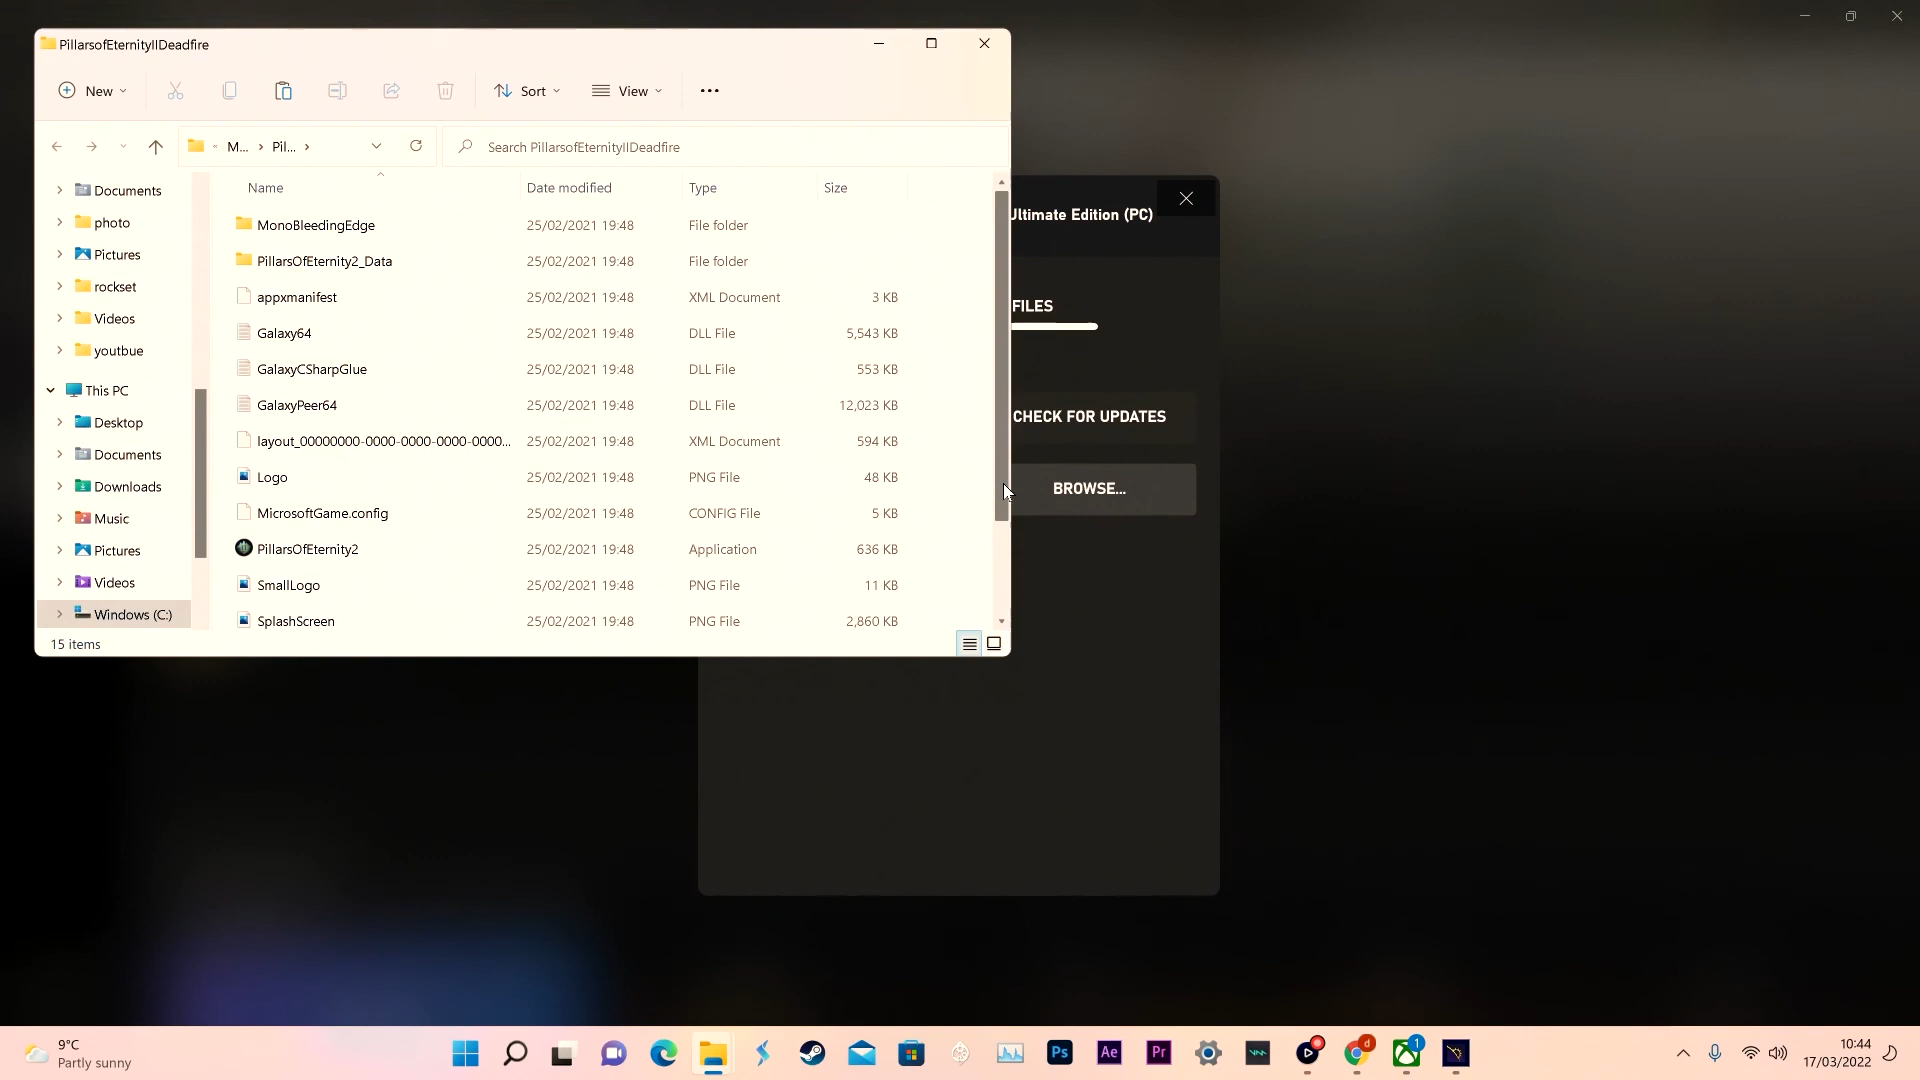 PillarsofEternityIIDeadfire
New
Sort
View
M...
Pil...
Search PillarsofEternityIIDeadfire
Documents
photo
Pictures
rockset
Videos
youtbue
This PC
Desktop
Documents
Downloads
Music
Pictures
Videos
Windows (C:)
Name Date modified Type Size
MonoBleedingEdge 25/02/2021 19:48 File folder
PillarsOfEternity2_Data 25/02/2021 19:48 File folder
appxmanifest 25/02/2021 19:48 XML Document 3 KB
Galaxy64 25/02/2021 19:48 DLL File 5,543 KB
GalaxyCSharpGlue 25/02/2021 19:48 DLL File 553 KB
GalaxyPeer64 25/02/2021 19:48 DLL File 12,023 KB
layout_00000000-0000-0000-0000-0000... 25/02/2021 19:48 XML Document 594 KB
Logo 25/02/2021 19:48 PNG File 48 KB
MicrosoftGame.config 25/02/2021 19:48 CONFIG File 5 KB
PillarsOfEternity2 25/02/2021 19:48 Application 636 KB
SmallLogo 25/02/2021 19:48 PNG File 11 KB
SplashScreen 25/02/2021 19:48 PNG File 2,860 KB
15 items
Ultimate Edition (PC)
FILES
CHECK FOR UPDATES
BROWSE...
9°C
Partly sunny
Ps
Ae
Pr
d
1
10:44
17/03/2022